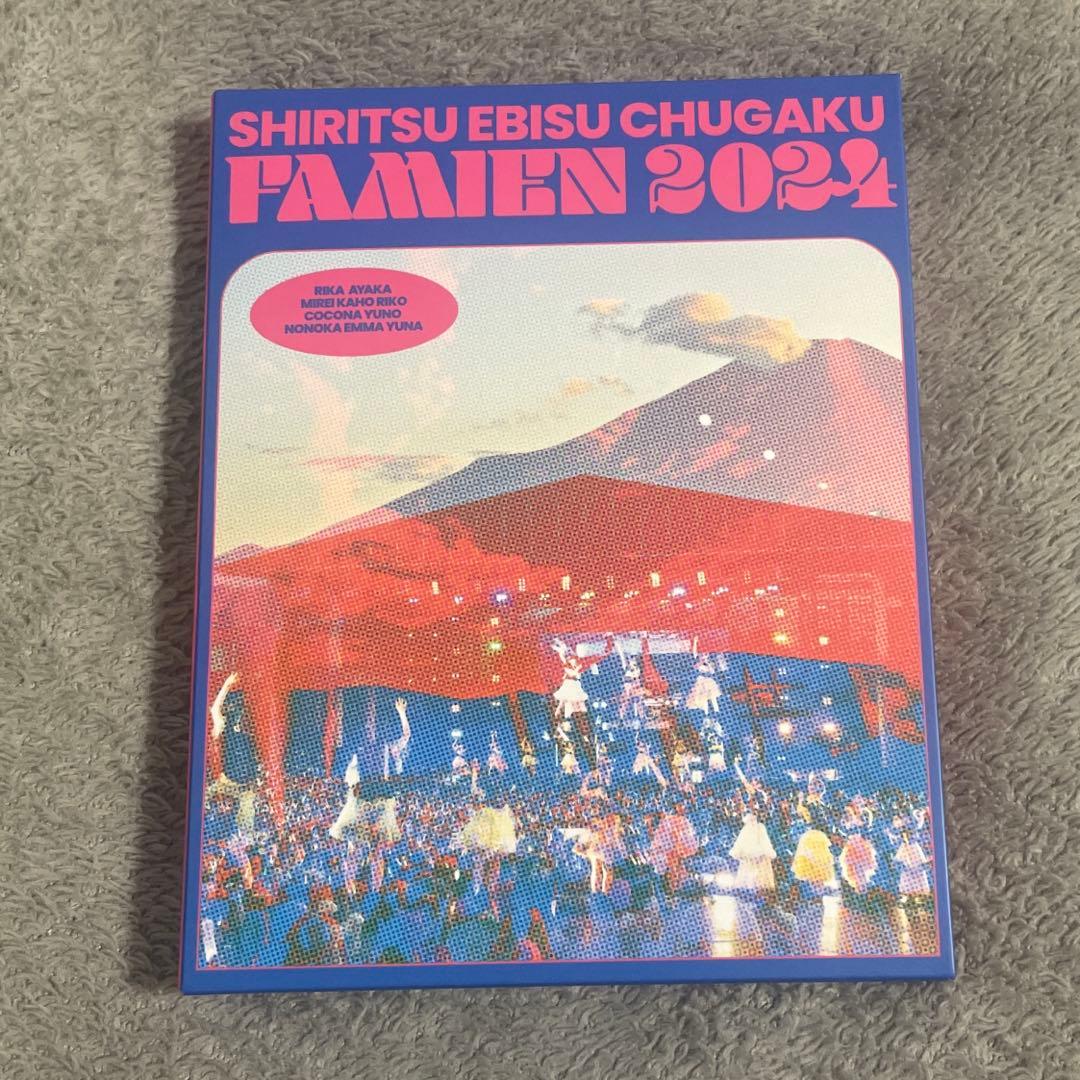 SHIRITSU EBISU CHUGAKU
FAMIEN 2024
RIKA AYAKA
MIREI KAHO RIKO
COCONA YUNO
NONOKA EMMA YUNA